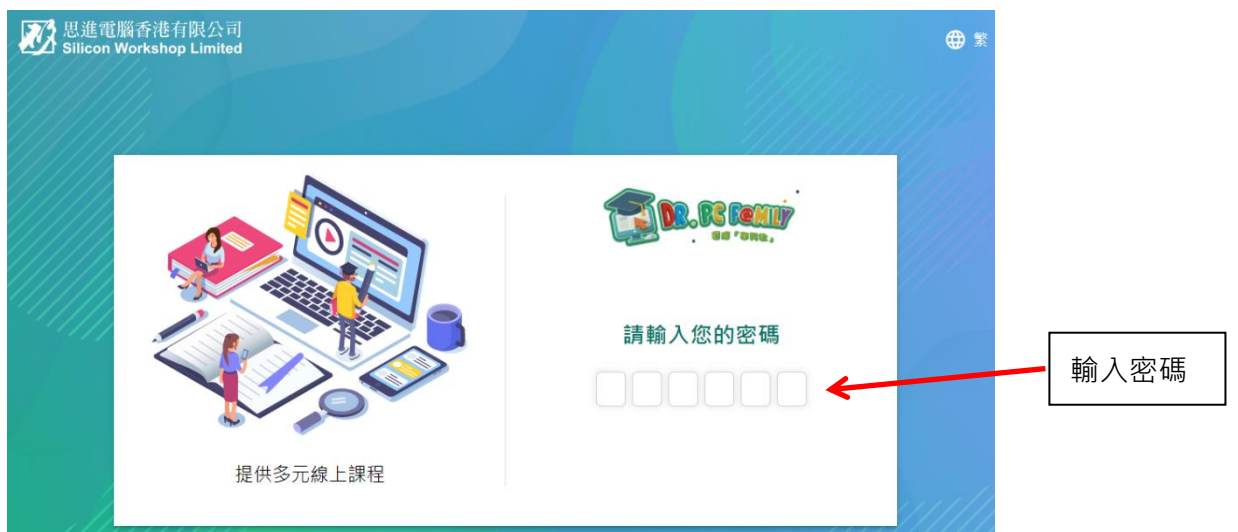 思進電腦香港有限公司
Silicon Workshop Limited
繁
DR. PC F@MILY
請輸入您的密碼
輸入密碼
提供多元線上課程